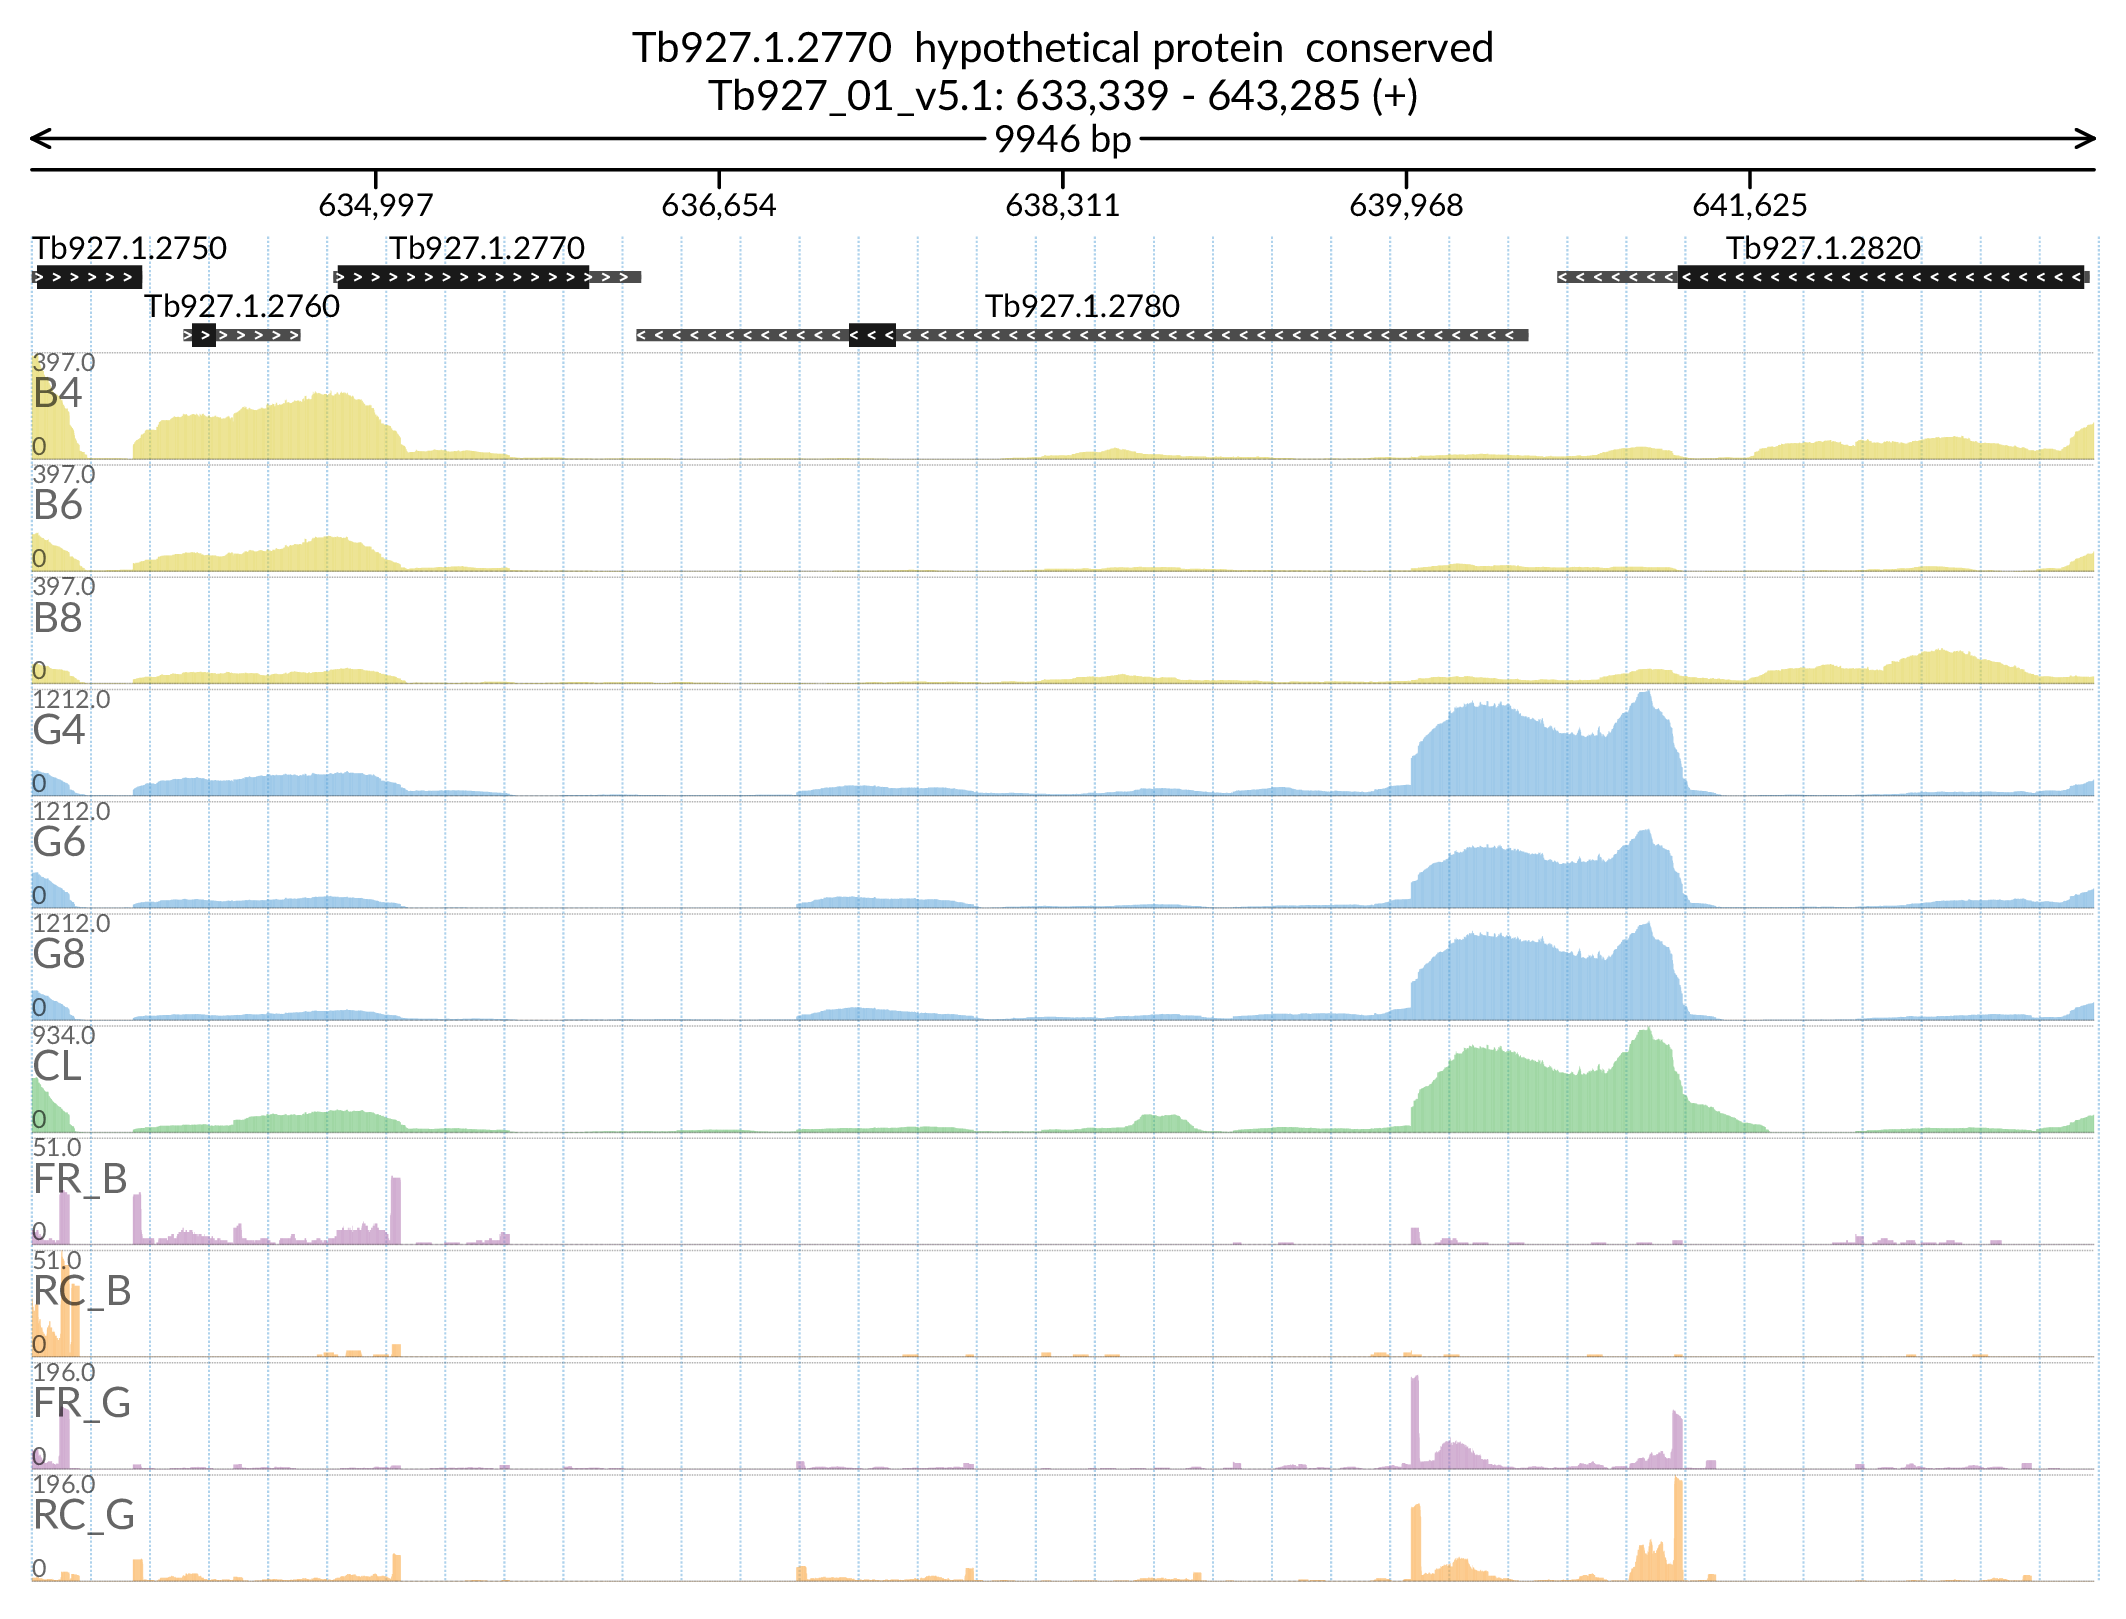 Tb927.1.2770  hypothetical protein  conserved
Tb927_01_v5.1: 633,339 - 643,285 (+)
9946 bp
634,997 636,654 638,311 639,968 641,625
Tb927.1.2750 Tb927.1.2770 Tb927.1.2820
Tb927.1.2760 Tb927.1.2780
397.0
B4
0
397.0
B6
0
397.0
B8
0
1212.0
G4
0
1212.0
G6
0
1212.0
G8
0
934.0
CL
0
51.0
FR_B
0
51.0
RC_B
0
196.0
FR_G
0
196.0
RC_G
0